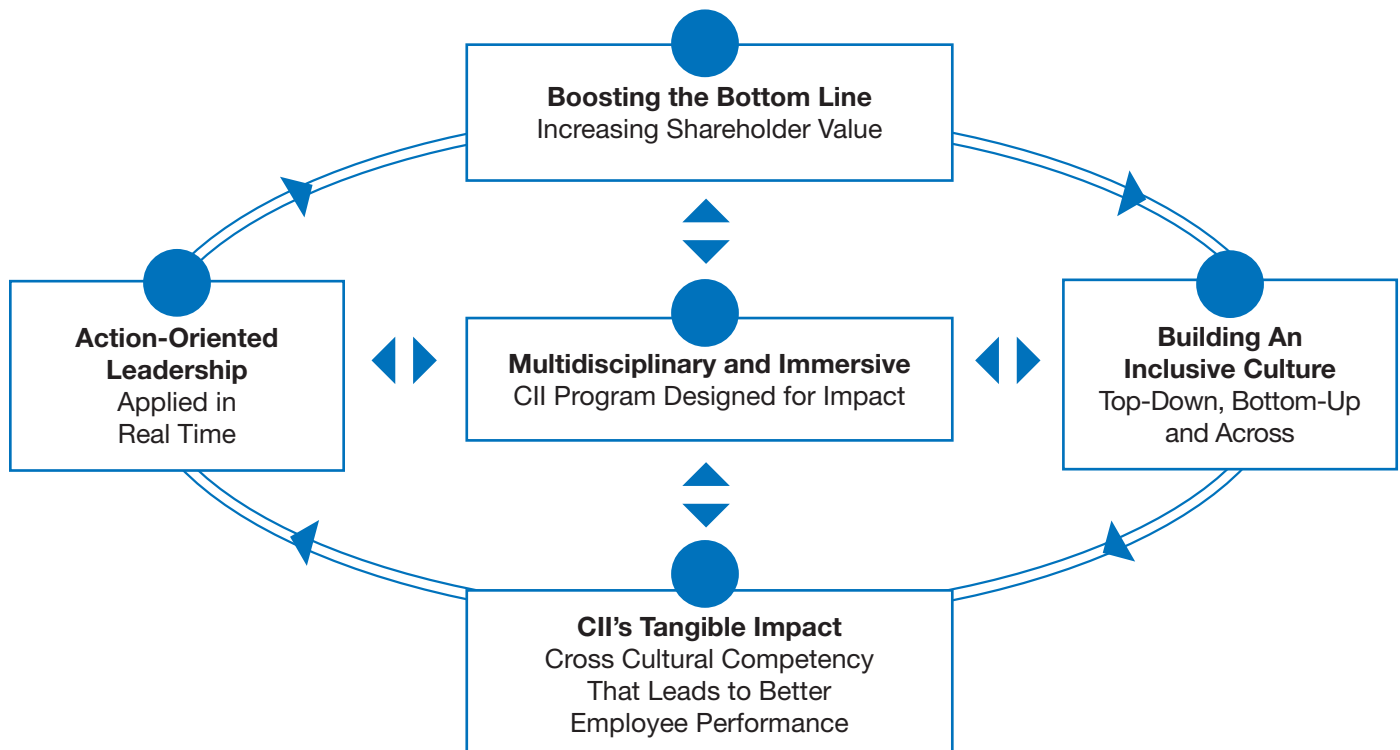 Boosting the Bottom Line
Increasing Shareholder Value
Action-Oriented
Leadership
Applied in
Real Time
Multidisciplinary and Immersive
CII Program Designed for Impact
Building An
Inclusive Culture
Top-Down, Bottom-Up
and Across
CII’s Tangible Impact
Cross Cultural Competency
That Leads to Better
Employee Performance